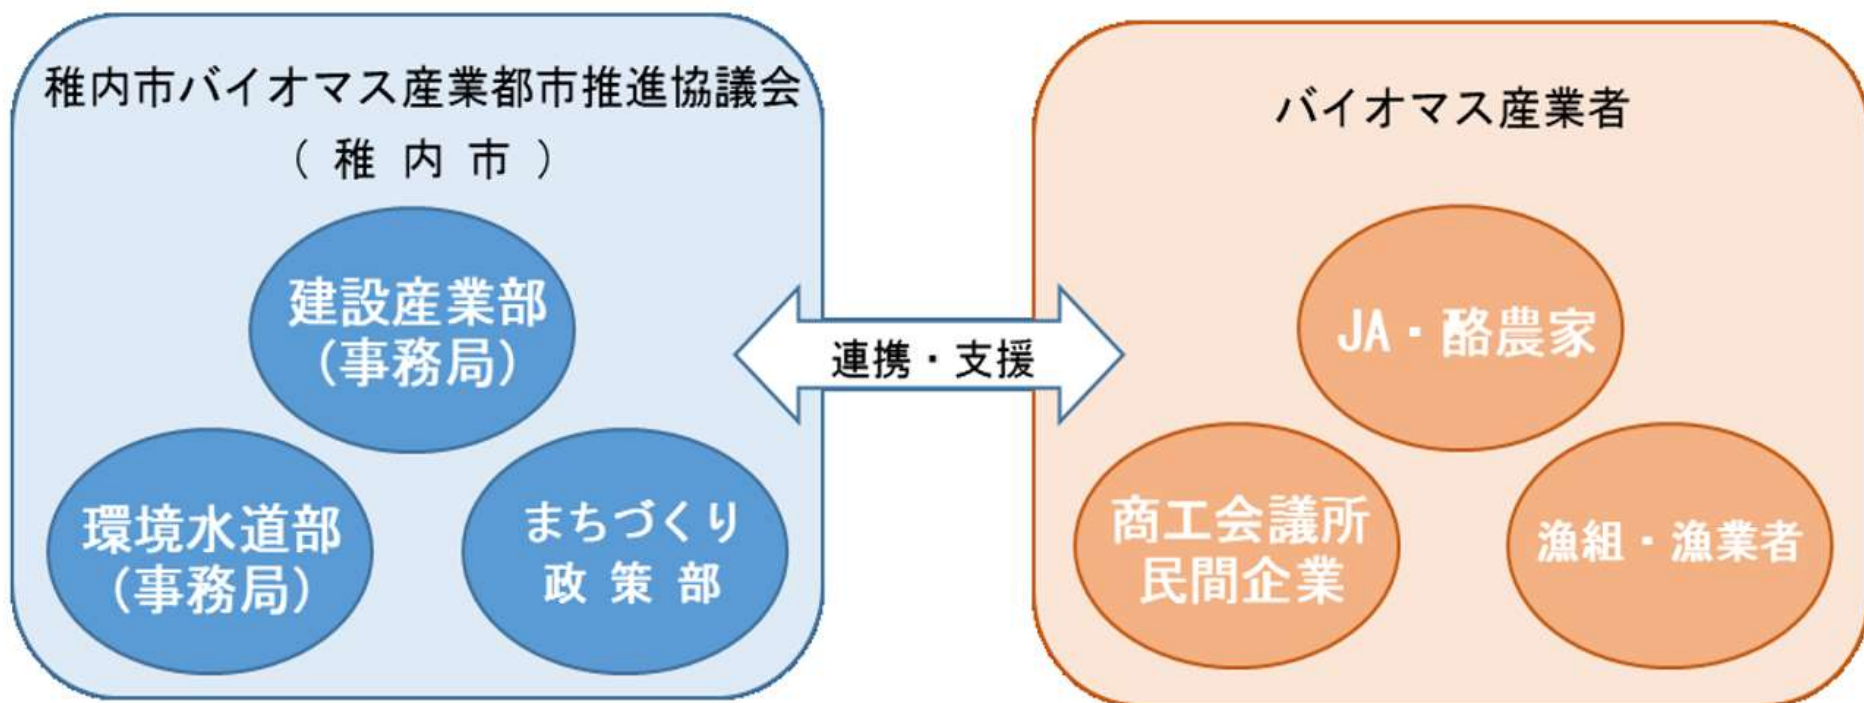 稚内市バイオマス産業都市推進協議会
（ 稚 内 市 ）
建設産業部
（事務局）
環境水道部
（事務局）
まちづくり
政 策 部
連携・支援
バイオマス産業者
JA・酪農家
商工会議所
民間企業
漁組・漁業者